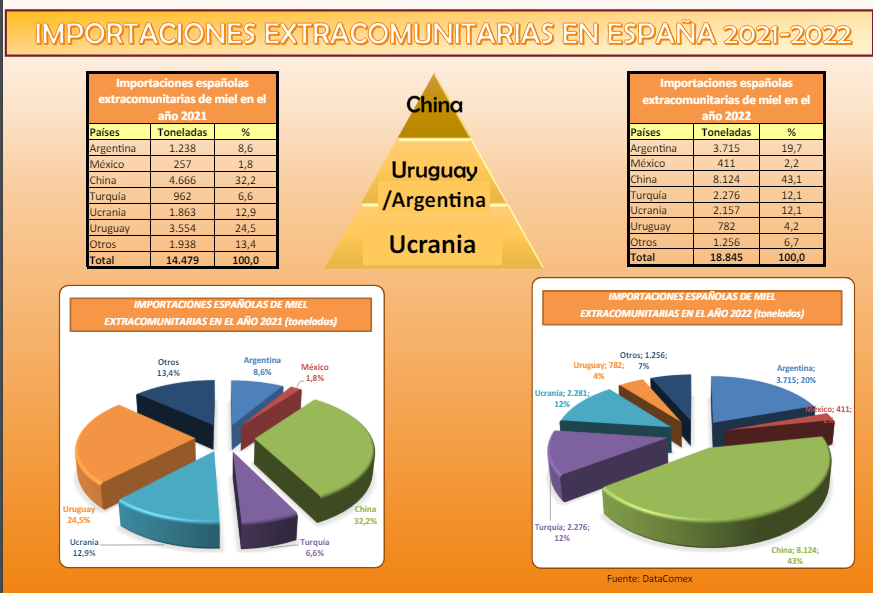 IMPORTACIONES EXTRACOMUNITARIAS EN ESPAÑA 2021-2022
Importaciones españolas
extracomunitarias de miel en el
año 2021
Países Toneladas %
Argentina 1.238 8,6
México 257 1,8
China 4.666 32,2
Turquía 962 6,6
Ucrania 1.863 12,9
Uruguay 3.554 24,5
Otros 1.938 13,4
Total 14.479 100,0
China
Uruguay
/Argentina
Ucrania
Importaciones españolas
extracomunitarias de miel en el
año 2022
Países Toneladas %
Argentina 3.715 19,7
México 411 2,2
China 8.124 43,1
Turquía 2.276 12,1
Ucrania 2.157 12,1
Uruguay 782 4,2
Otros 1.256 6,7
Total 18.845 100,0
IMPORTACIONES ESPAÑOLAS DE MIEL
EXTRACOMUNITARIAS EN EL AÑO 2021 (toneladas)
Otros
13,4%
Argentina
8,6%
México
1,8%
Uruguay
24,5%
China
32,2%
Ucrania
12,9%
Turquía
6,6%
IMPORTACIONES ESPAÑOLAS DE MIEL
EXTRACOMUNITARIAS EN EL AÑO 2022 (toneladas)
Otros; 1.256;
7%
Uruguay; 782;
4%
Argentina;
3.715; 20%
Ucrania; 2.281;
12%
México; 411;
Turquía; 2.276;
12%
China; 8.124;
43%
Fuente: DataComex